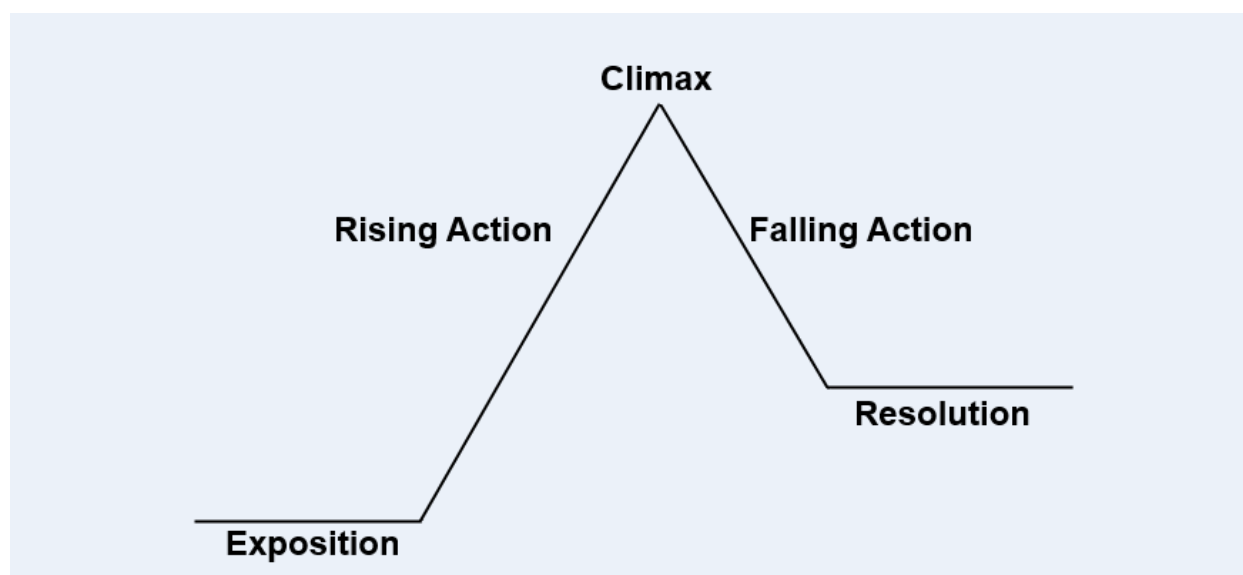 Climax
Rising Action
Falling Action
Resolution
Exposition